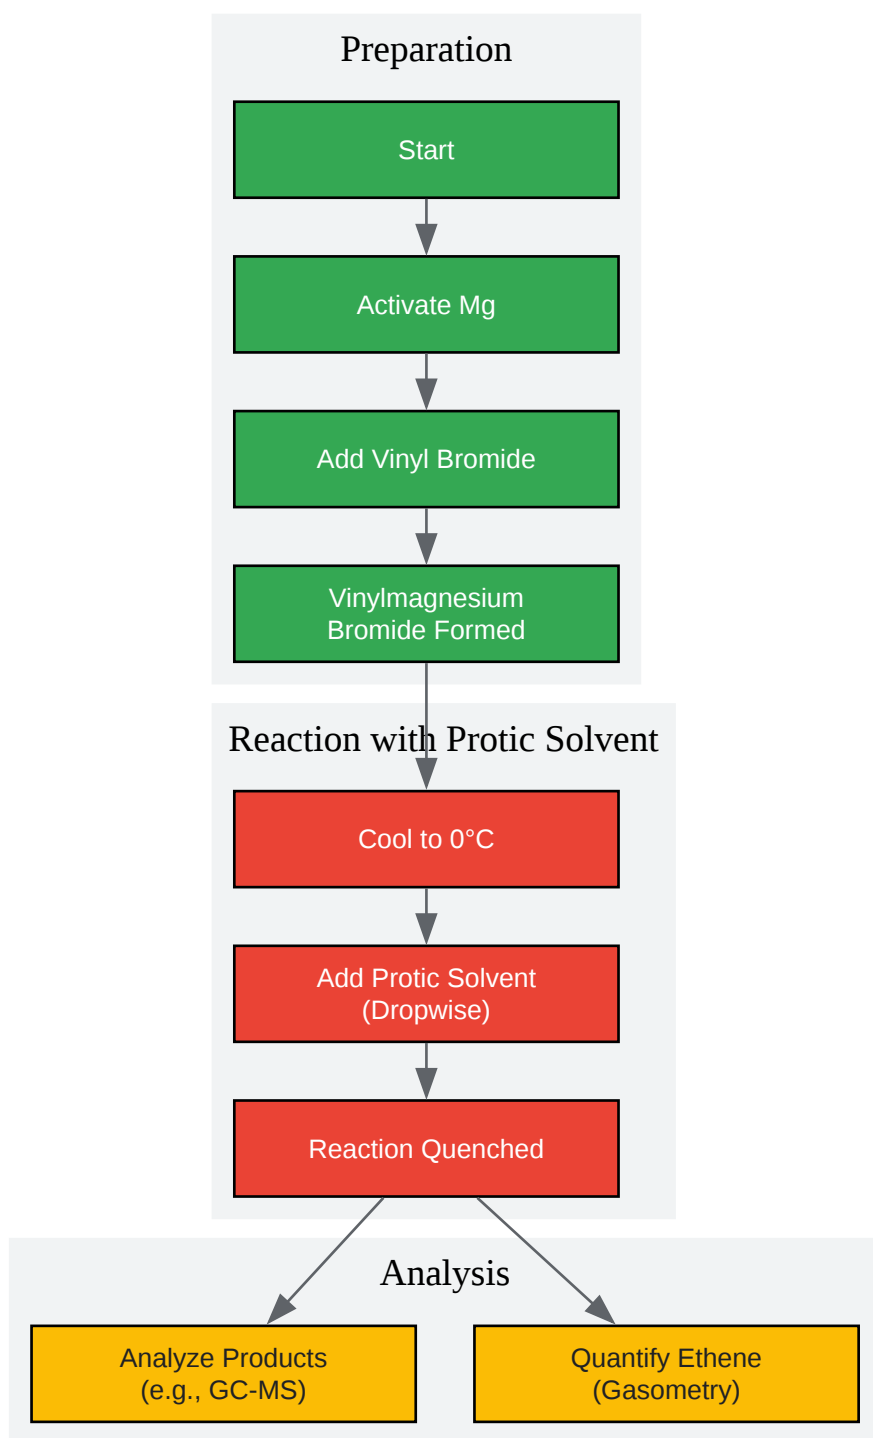 Preparation
Start
Activate Mg
Add Vinyl Bromide
Vinylmagnesium
Bromide Formed
Reaction with Protic Solvent
Cool to 0°C
Add Protic Solvent
(Dropwise)
Reaction Quenched
Analysis
Analyze Products
(e.g., GC-MS)
Quantify Ethene
(Gasometry)